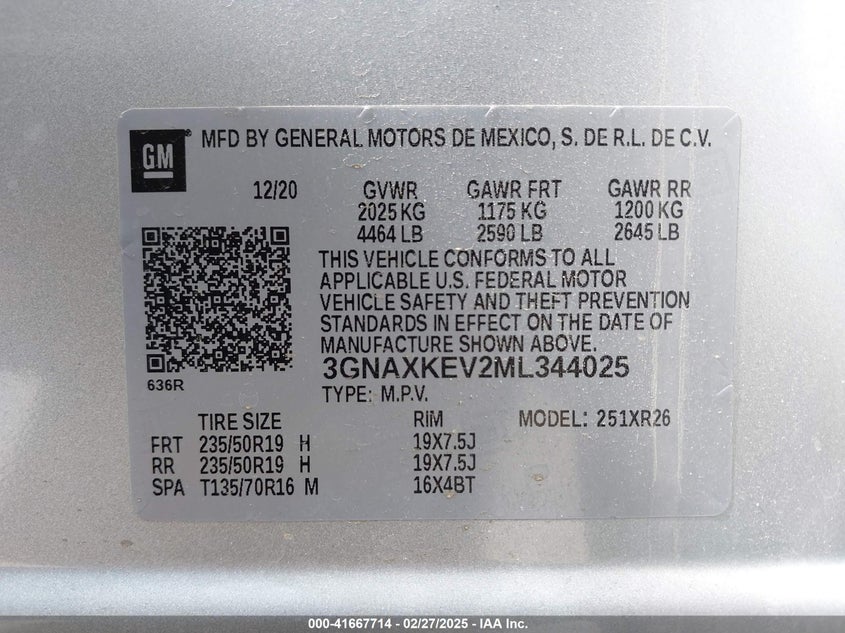 GM
MFD BY GENERAL MOTORS DE MEXICO, S. DE R.L. DE C.V.
12/20 GVWR GAWR FRT GAWR RR
2025 KG 1175 KG 1200 KG
4464 LB 2590 LB 2645 LB
THIS VEHICLE CONFORMS TO ALL
APPLICABLE U.S. FEDERAL MOTOR
VEHICLE SAFETY AND THEFT PREVENTION
STANDARDS IN EFFECT ON THE DATE OF
MANUFACTURE SHOWN ABOVE.
3GNAXKEV2ML344025
636R
TYPE: M.P.V.
TIRE SIZE RIM MODEL: 251XR26
FRT 235/50R19 H 19X7.5J
RR 235/50R19 H 19X7.5J
SPA T135/70R16 M 16X4BT
000-41667714 - 02/27/2025 - IAA Inc.